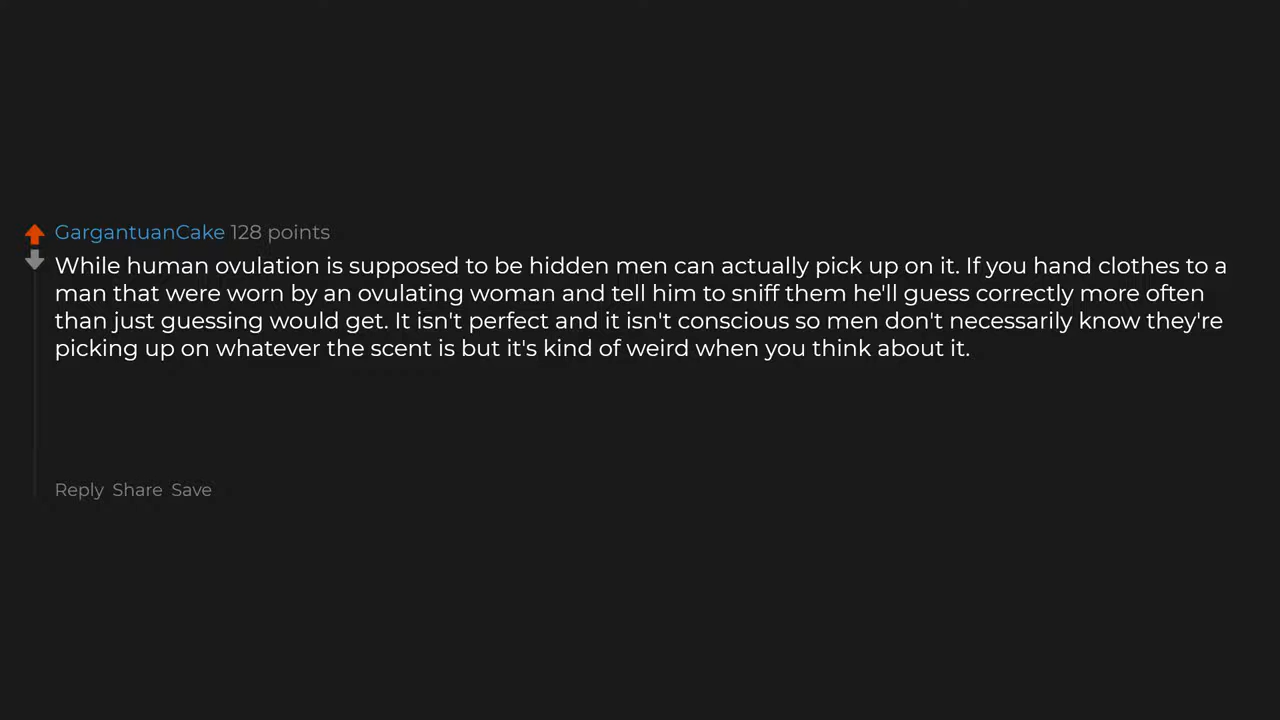 GargantuanCake 128 points
While human ovulation is supposed to be hidden men can actually pick up on it. If you hand clothes to a
man that were worn by an ovulating woman and tell him to sniff them he'll guess correctly more often
than just guessing would get. It isn't perfect and it isn't conscious so men don't necessarily know they're
picking up on whatever the scent is but it's kind of weird when you think about it.
Reply Share Save